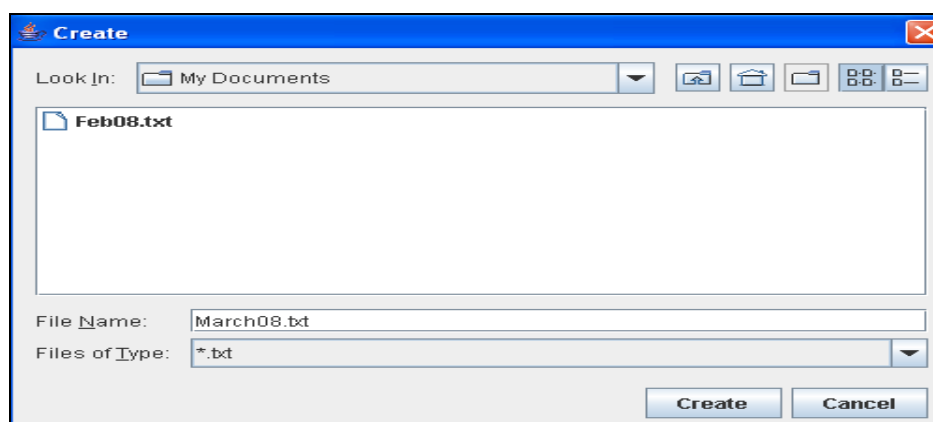 Create
Look In: My Documents
Feb08.txt
File Name: March08.txt
Files of Type: *.txt
Create Cancel